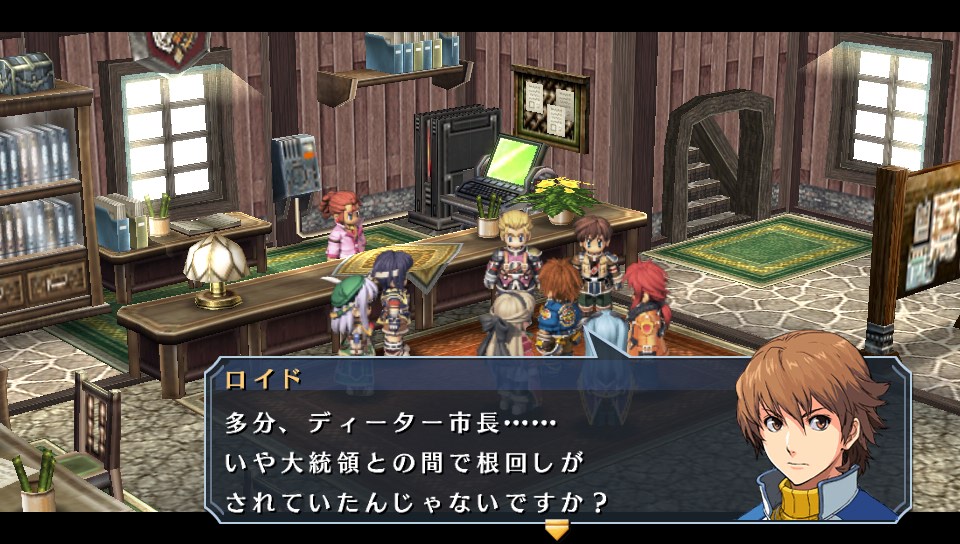 ロイド
多分、ディーター市長……
いや大統領との間で根回しが
されていたんじゃないですか？